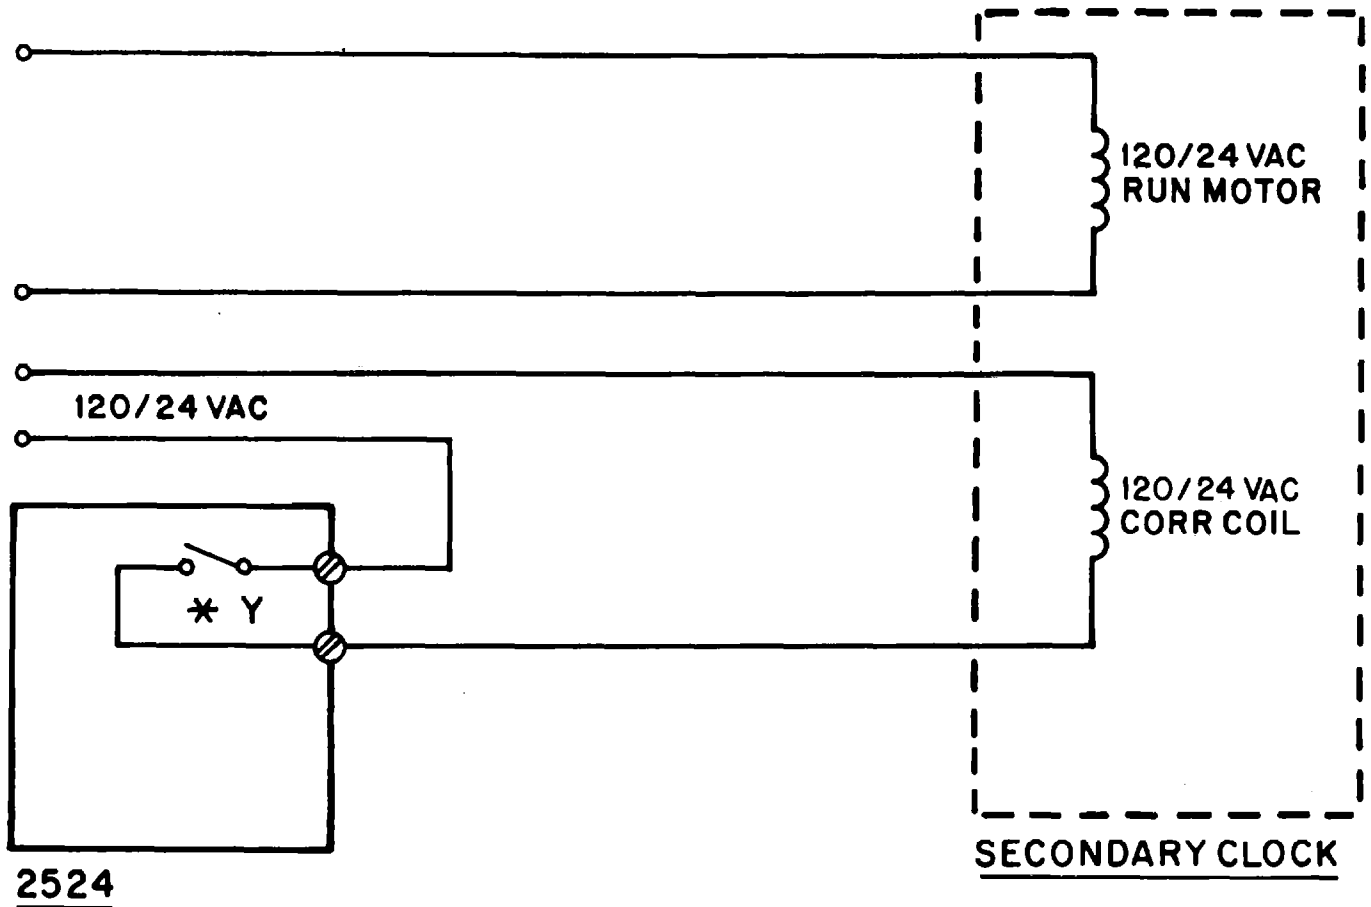 120/24 VAC
RUN MOTOR
120/24 VAC
120/24 VAC
CORR COIL
* Y
SECONDARY CLOCK
2524